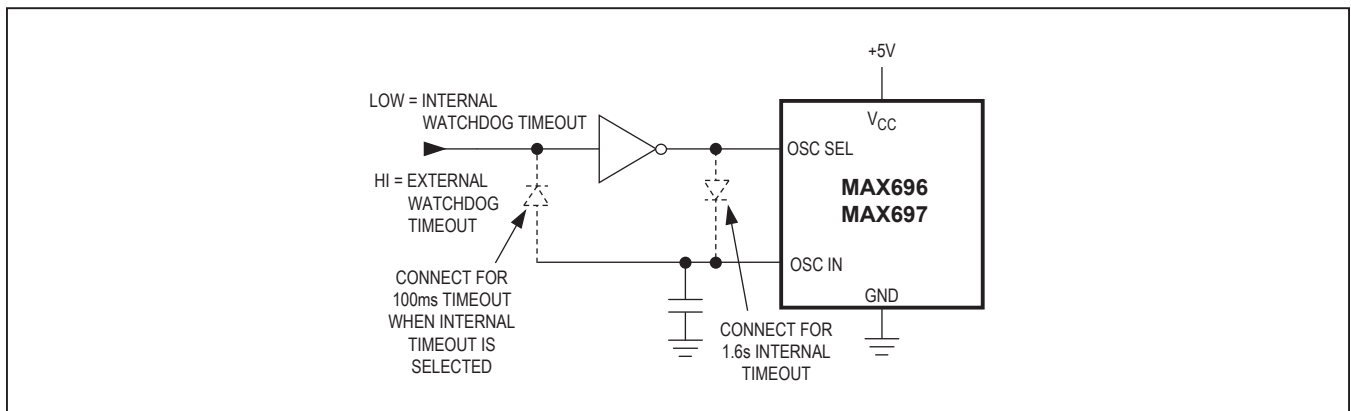 +5V
LOW = INTERNAL
WATCHDOG TIMEOUT
VCC
OSC SEL
HI = EXTERNAL
WATCHDOG
TIMEOUT
MAX696
MAX697
OSC IN
CONNECT FOR
100ms TIMEOUT
WHEN INTERNAL
TIMEOUT IS
SELECTED
GND
CONNECT FOR
1.6s INTERNAL
TIMEOUT